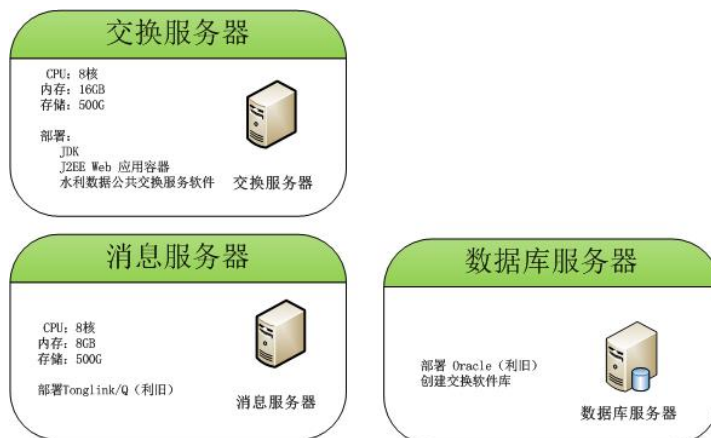 交换服务器
CPU：8核
内存：16GB
存储：500G
部署：
JDK
J2EE Web 应用容器
水利数据公共交换服务软件
交换服务器
消息服务器
CPU：8核
内存：8GB
存储：500G
部署Tonglink/Q（利旧）
消息服务器
数据库服务器
部署 Oracle（利旧）
创建交换软件库
数据库服务器